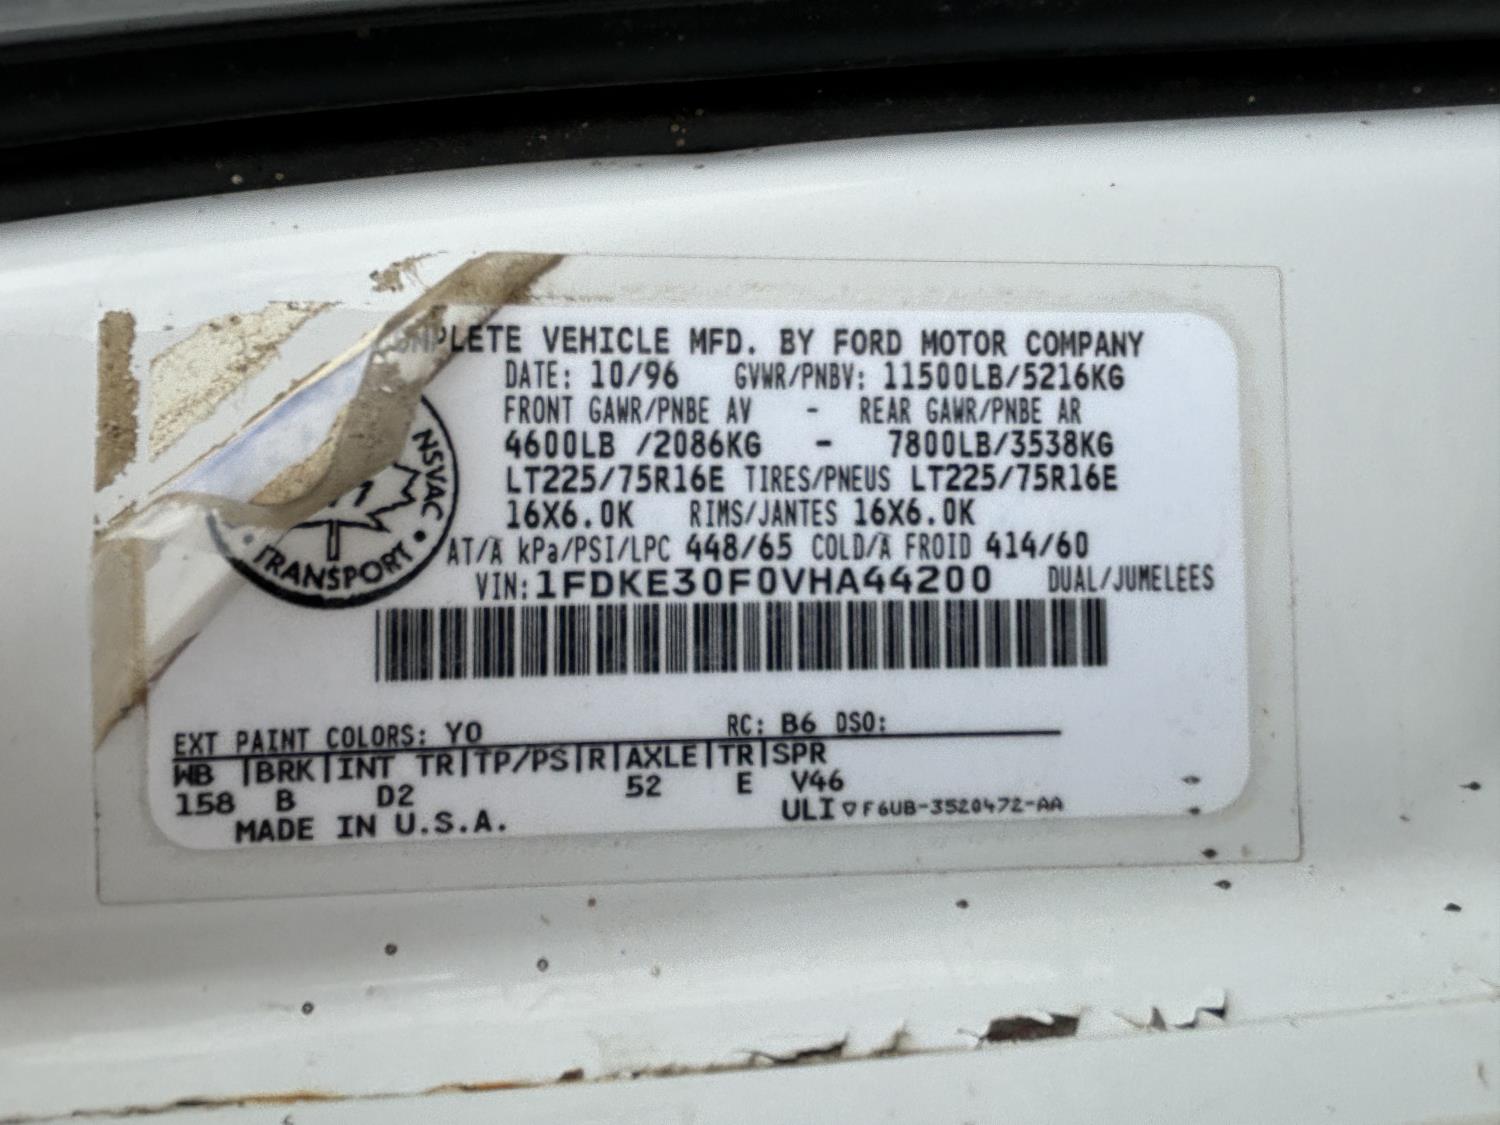 COMPLETE VEHICLE MFD. BY FORD MOTOR COMPANY
DATE: 10/96 GVWR/PNBV: 11500LB/5216KG
FRONT GAWR/PNBE AV - REAR GAWR/PNBE AR
4600LB /2086KG - 7800LB/3538KG
LT225/75R16E TIRES/PNEUS LT225/75R16E
16X6.0K RIMS/JANTES 16X6.0K
AT/À kPa/PSI/LPC 448/65 COLD/À FROID 414/60
VIN: 1FDKE30F0VHA44200 DUAL/JUMELEES
NSVAC • TRANSPORT •
EXT PAINT COLORS: YO RC: B6 DSO:
WB |BRK|INT TR|TP/PS|R|AXLE|TR|SPR
158 B D2 52 E V46
MADE IN U.S.A. ULI ▽ F6UB-3520472-AA